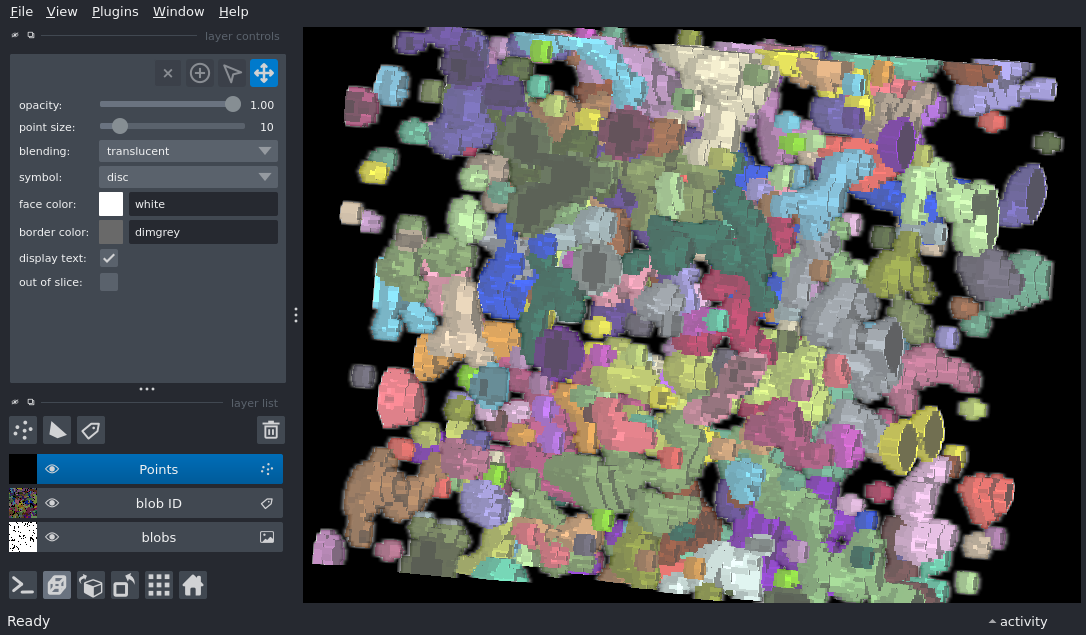 File View Plugins Window Help
layer controls
opacity: 1.00
point size: 10
blending: translucent
symbol: disc
face color: white
border color: dimgrey
display text:
out of slice:
layer list
Points
blob ID
blobs
Ready
activity